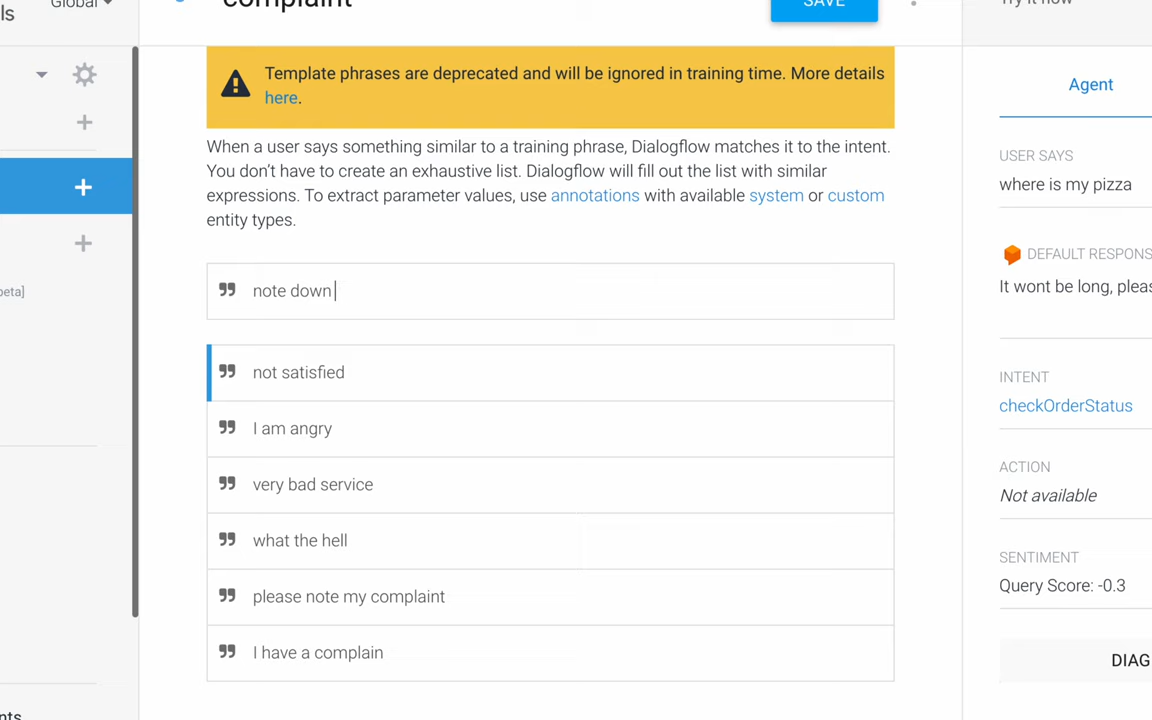 Global
complaint
SAVE
Try it now
ls
Template phrases are deprecated and will be ignored in training time. More details
here.
Agent
When a user says something similar to a training phrase, Dialogflow matches it to the intent.
You don't have to create an exhaustive list. Dialogflow will fill out the list with similar
expressions. To extract parameter values, use annotations with available system or custom
entity types.
USER SAYS
where is my pizza
DEFAULT RESPONS
It wont be long, pleas
note down
beta]
not satisfied
INTENT
checkOrderStatus
I am angry
ACTION
Not available
very bad service
what the hell
SENTIMENT
Query Score: -0.3
please note my complaint
I have a complain
DIAG
nts